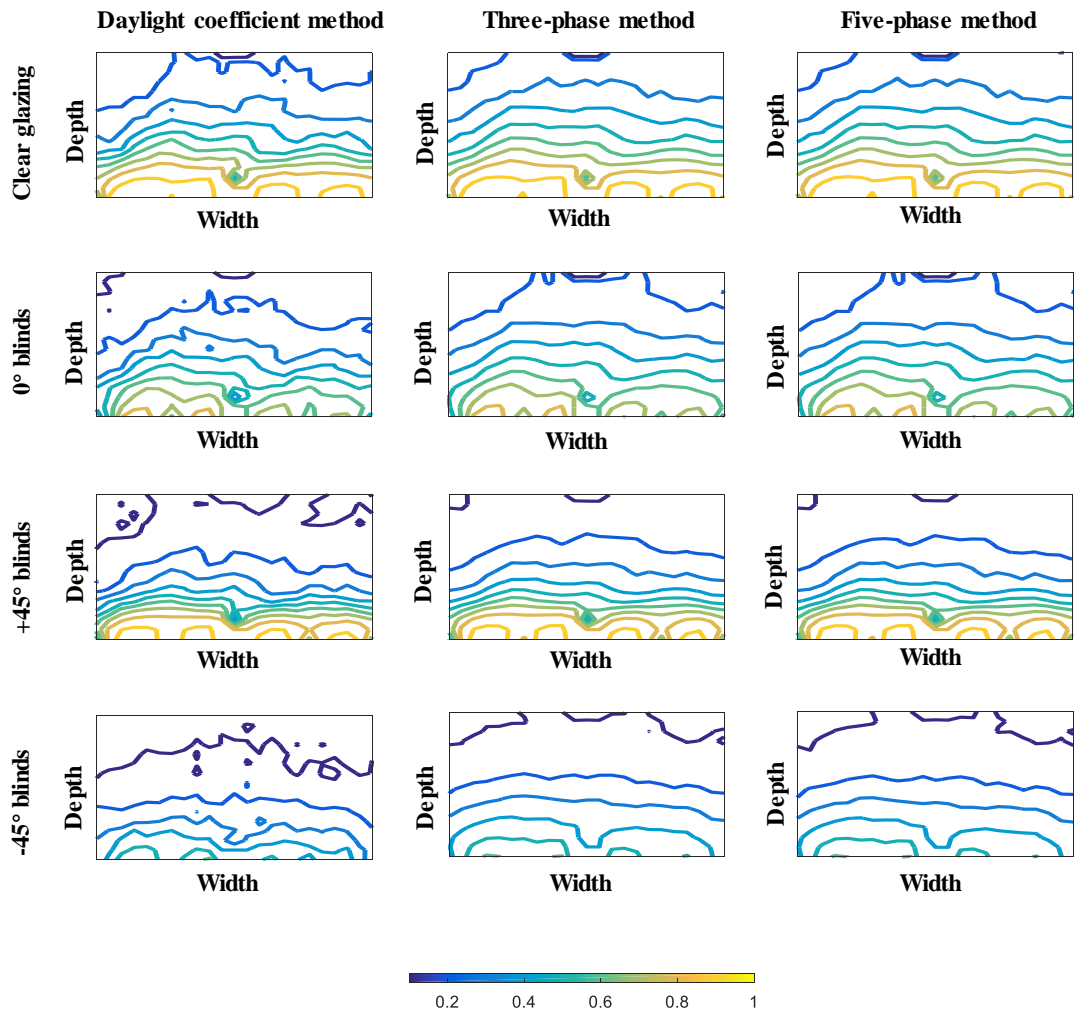 Daylight coefficient method Three-phase method Five-phase method
Clear glazing
Depth Depth Depth
Width Width Width
0° blinds
Depth Depth Depth
Width Width Width
+45° blinds
Depth Depth Depth
Width Width Width
-45° blinds
Depth Depth Depth
Width Width Width
0.2 0.4 0.6 0.8 1